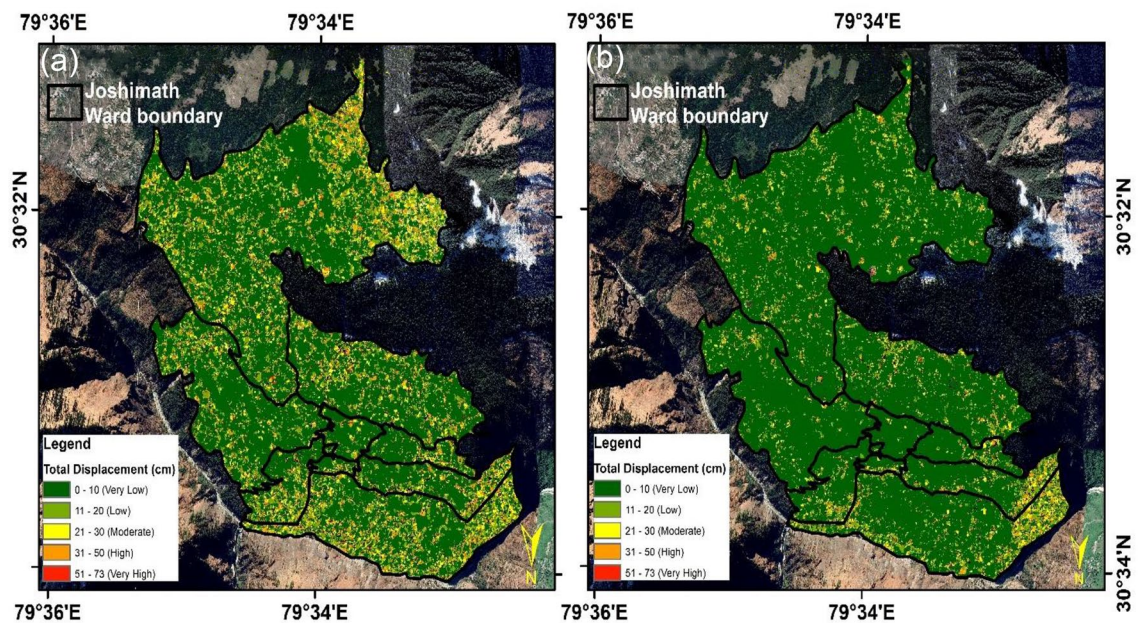 79°36'E
79°34'E
79°36'E
79°34'E
(a)
Joshimath
Ward boundary
(b)
Joshimath
Ward boundary
30°32'N
30°32'N
Legend
Total Displacement (cm)
0 - 10 (Very Low)
11 - 20 (Low)
21 - 30 (Moderate)
31 - 50 (High)
51 - 73 (Very High)
N
Legend
Total Displacement (cm)
0 - 10 (Very Low)
11 - 20 (Low)
21 - 30 (Moderate)
31 - 50 (High)
51 - 73 (Very High)
N
30°34'N
79°36'E
79°34'E
79°36'E
79°34'E